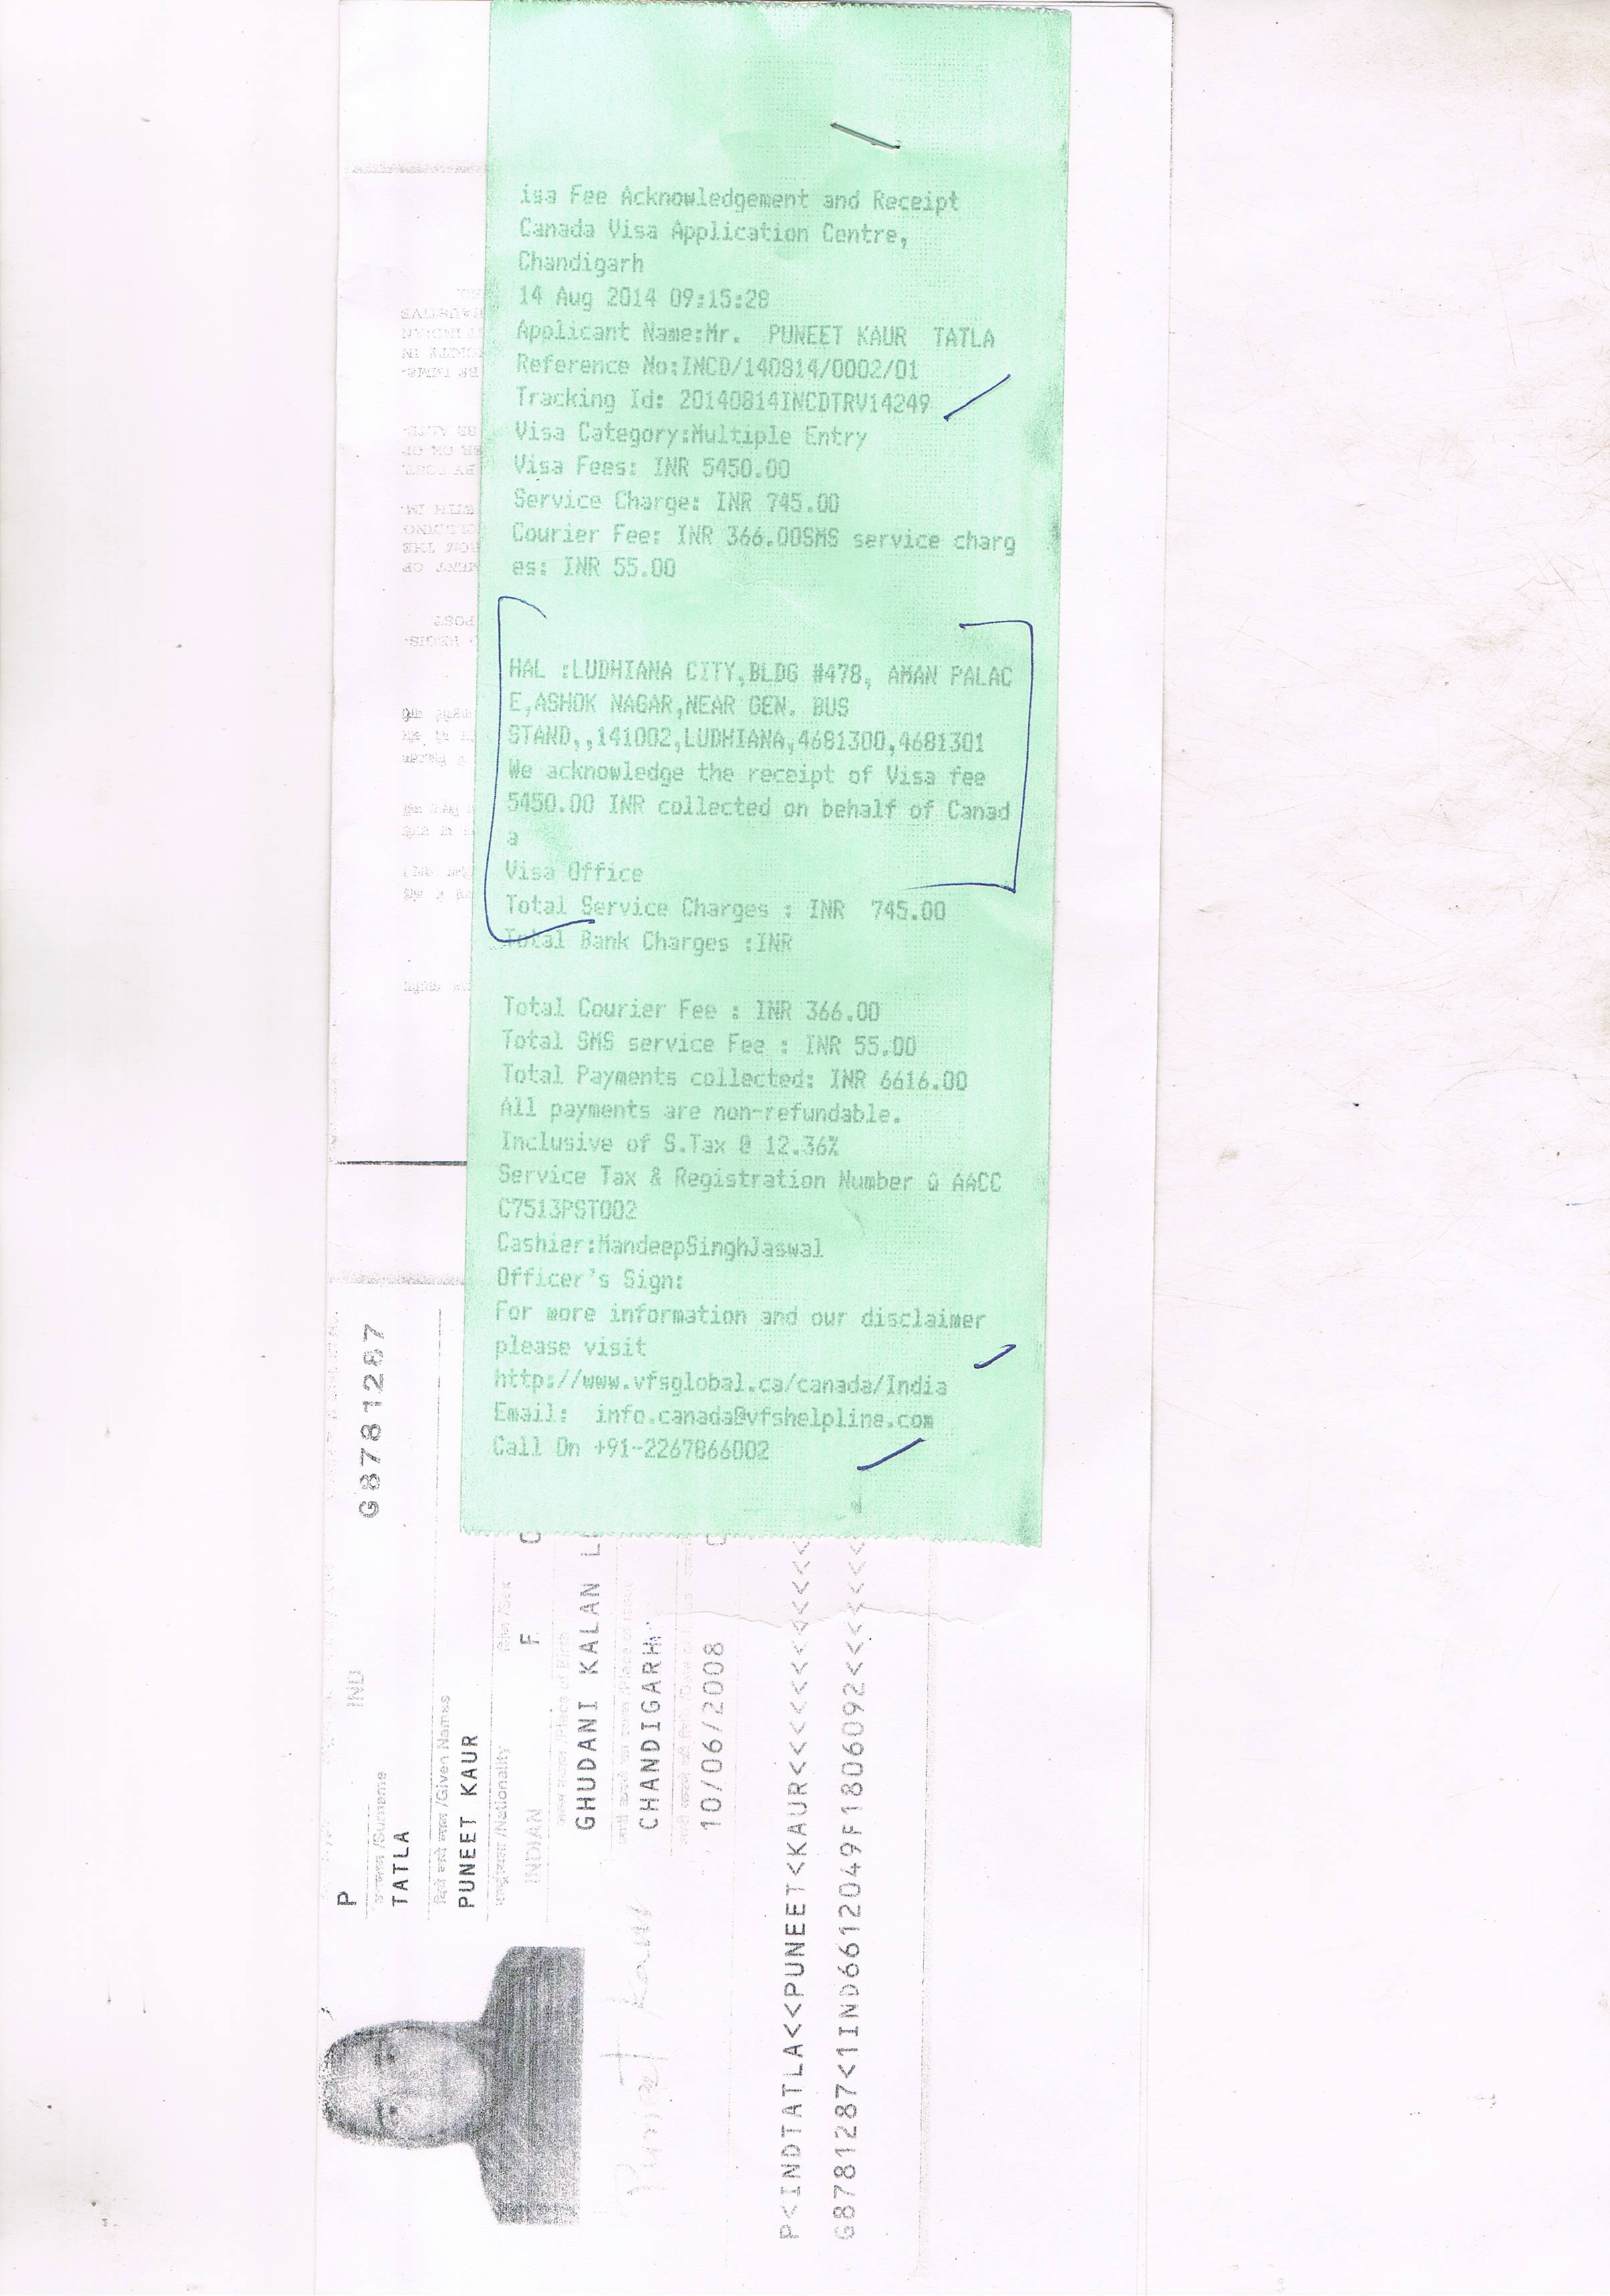 isa Fee Acknowledgement and Receipt
Canada Visa Application Centre,
Chandigarh
14 Aug 2014 09:15:28
Applicant Name:Mr.  PUNEET KAUR  TATLA
Reference No:INCD/140814/0002/01
Tracking Id: 20140814INCDTRV14249
Visa Category:Multiple Entry
Visa Fees: INR 5450.00
Service Charge: INR 745.00
Courier Fee: INR 366.00SMS service charg
es: INR 55.00
HAL :LUDHIANA CITY,BLDG #478, AMAN PALAC
E,ASHOK NAGAR,NEAR GEN. BUS
STAND,,141002,LUDHIANA,4681300,4681301
We acknowledge the receipt of Visa fee
5450.00 INR collected on behalf of Canad
a
Visa Office
Total Service Charges : INR  745.00
Total Bank Charges :INR
Total Courier Fee : INR 366.00
Total SMS service Fee : INR 55.00
Total Payments collected: INR 6616.00
All payments are non-refundable.
Inclusive of S.Tax @ 12.36%
Service Tax & Registration Number @ AACC
C7513PST002
Cashier:MandeepSinghJaswal
Officer's Sign:
For more information and our disclaimer
please visit
http://www.vfsglobal.ca/canada/India
Email:  info.canada@vfshelpline.com
Call On +91-2267866002
P IND G8781287
/Surname
TATLA
/Given Names
PUNEET KAUR
/Nationality /Sex
INDIAN F
/Place of Birth
GHUDANI KALAN
CHANDIGARH
10/06/2008
Puneet Kaur
P<INDTATLA<<PUNEET<KAUR<<<<<<<<<<
G8781287<1IND6612049F1806092<<<<<